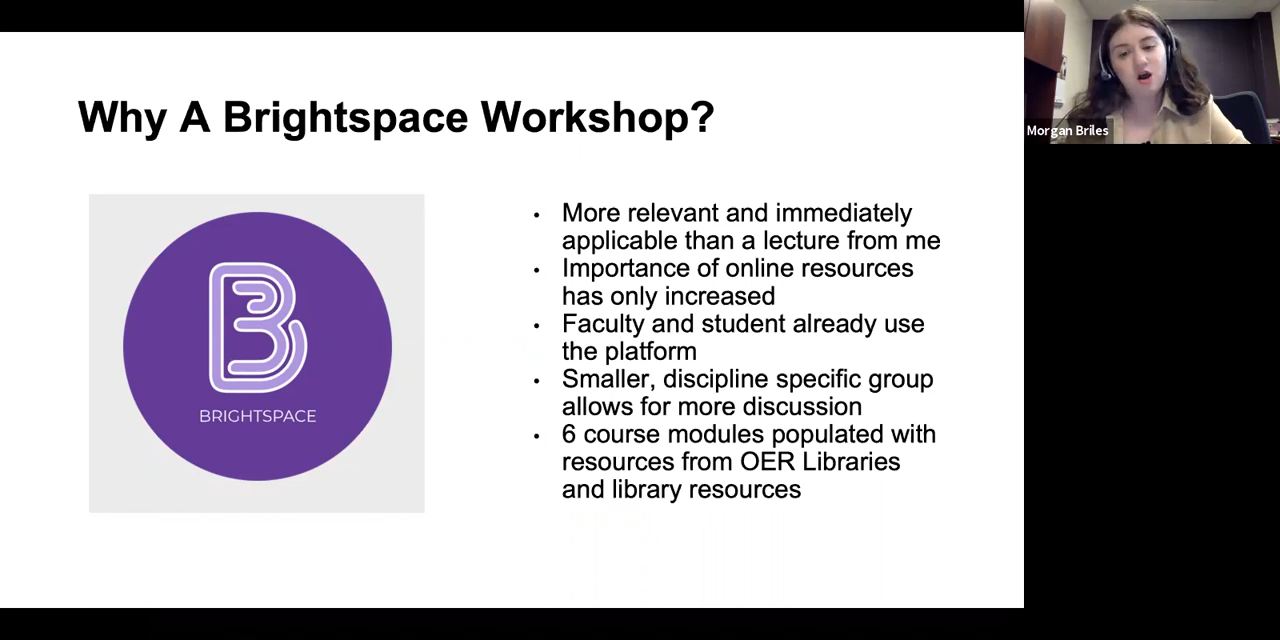 Why A Brightspace Workshop?
Morgan Briles
• More relevant and immediately
applicable than a lecture from me
• Importance of online resources
has only increased
• Faculty and student already use
the platform
• Smaller, discipline specific group
allows for more discussion
• 6 course modules populated with
resources from OER Libraries
and library resources
B
BRIGHTSPACE